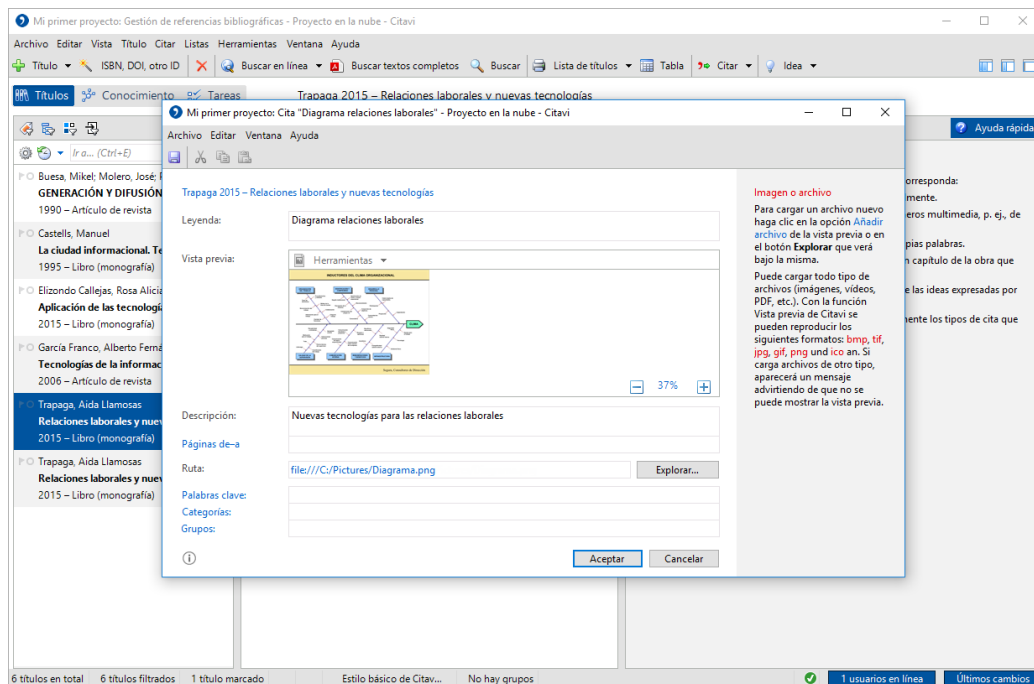 Mi primer proyecto: Gestión de referencias bibliográficas - Proyecto en la nube - Citavi
Archivo Editar Vista Título Citar Listas Herramientas Ventana Ayuda
Título ISBN, DOI, otro ID Buscar en línea Buscar textos completos Buscar Lista de títulos Tabla Citar Idea
Títulos Conocimiento Tareas Trapaga 2015 – Relaciones laborales y nuevas tecnologías
Ayuda rápida
Ir a... (Ctrl+E)
Buesa, Mikel; Molero, José;
GENERACIÓN Y DIFUSIÓN
1990 – Artículo de revista
Castells, Manuel
La ciudad informacional. Te
1995 – Libro (monografía)
Elizondo Callejas, Rosa Alicia
Aplicación de las tecnologí
2015 – Libro (monografía)
García Franco, Alberto Ferná
Tecnologías de la informac
2006 – Artículo de revista
Trapaga, Aida Llamosas
Relaciones laborales y nuev
2015 – Libro (monografía)
Trapaga, Aida Llamosas
Relaciones laborales y nuev
2015 – Libro (monografía)
Mi primer proyecto: Cita "Diagrama relaciones laborales" - Proyecto en la nube - Citavi
Archivo Editar Ventana Ayuda
Trapaga 2015 – Relaciones laborales y nuevas tecnologías
Leyenda: Diagrama relaciones laborales
Vista previa: Herramientas
INDUCTORES DEL CLIMA ORGANIZACIONAL
CLIMA
37%
Descripción: Nuevas tecnologías para las relaciones laborales
Páginas de–a
Ruta: file:///C:/Pictures/Diagrama.png Explorar...
Palabras clave:
Categorías:
Grupos:
Aceptar Cancelar
Imagen o archivo
Para cargar un archivo nuevo
haga clic en la opción Añadir
archivo de la vista previa o en
el botón Explorar que verá
bajo la misma.
Puede cargar todo tipo de
archivos (imágenes, vídeos,
PDF, etc.). Con la función
Vista previa de Citavi se
pueden reproducir los
siguientes formatos: bmp, tif,
jpg, gif, png und ico an. Si
carga archivos de otro tipo,
aparecerá un mensaje
advirtiendo de que no se
puede mostrar la vista previa.
orresponda:
mente.
eros multimedia, p. ej., de
pias palabras.
n capítulo de la obra que
e las ideas expresadas por
nente los tipos de cita que
6 títulos en total 6 títulos filtrados 1 título marcado Estilo básico de Citav... No hay grupos 1 usuarios en línea Últimos cambios